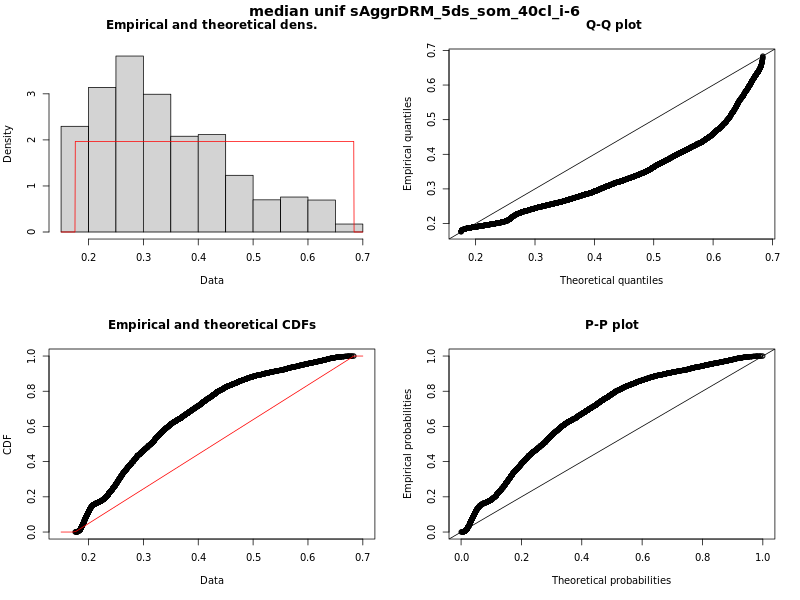 median unif sAggrDRM_5ds_som_40cl_i-6
Empirical and theoretical dens.
Density
0 1 2 3
0.2 0.3 0.4 0.5 0.6 0.7
Data
Q-Q plot
Empirical quantiles
0.2 0.3 0.4 0.5 0.6 0.7
0.2 0.3 0.4 0.5 0.6 0.7
Theoretical quantiles
Empirical and theoretical CDFs
CDF
0.0 0.2 0.4 0.6 0.8 1.0
0.2 0.3 0.4 0.5 0.6 0.7
Data
P-P plot
Empirical probabilities
0.0 0.2 0.4 0.6 0.8 1.0
0.0 0.2 0.4 0.6 0.8 1.0
Theoretical probabilities